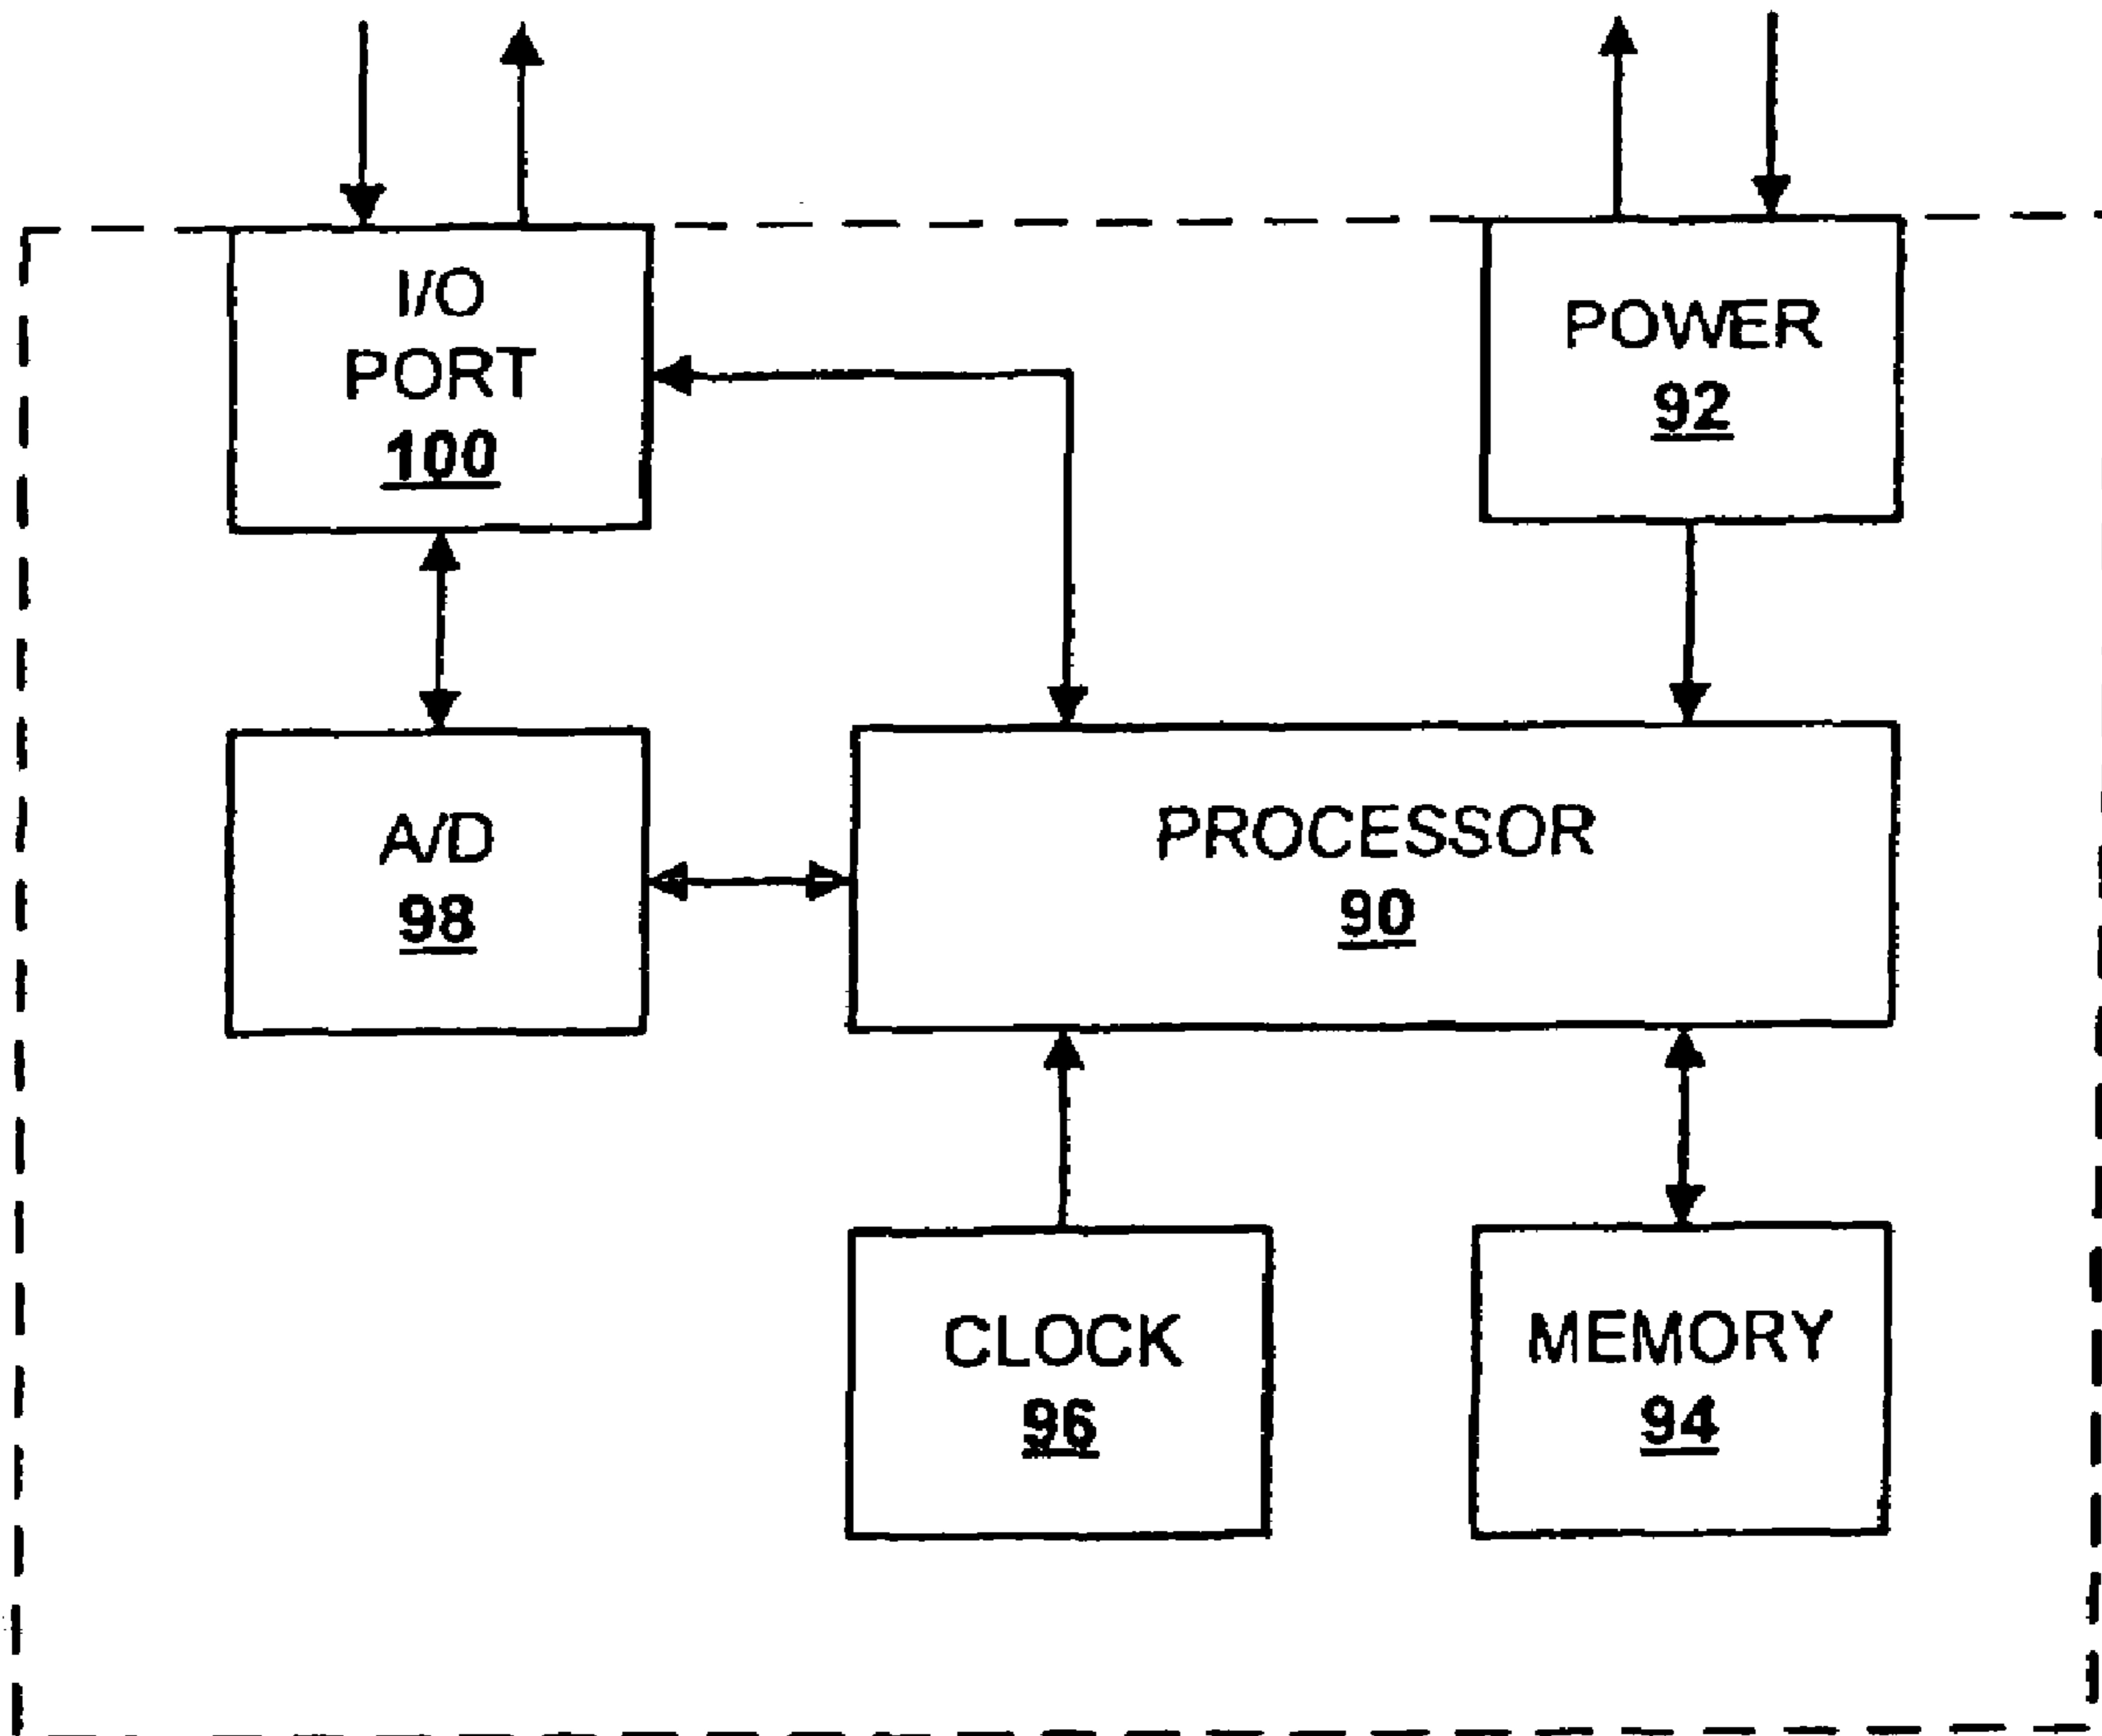 I/O
PORT
100
POWER
92
A/D
98
PROCESSOR
90
CLOCK
96
MEMORY
94